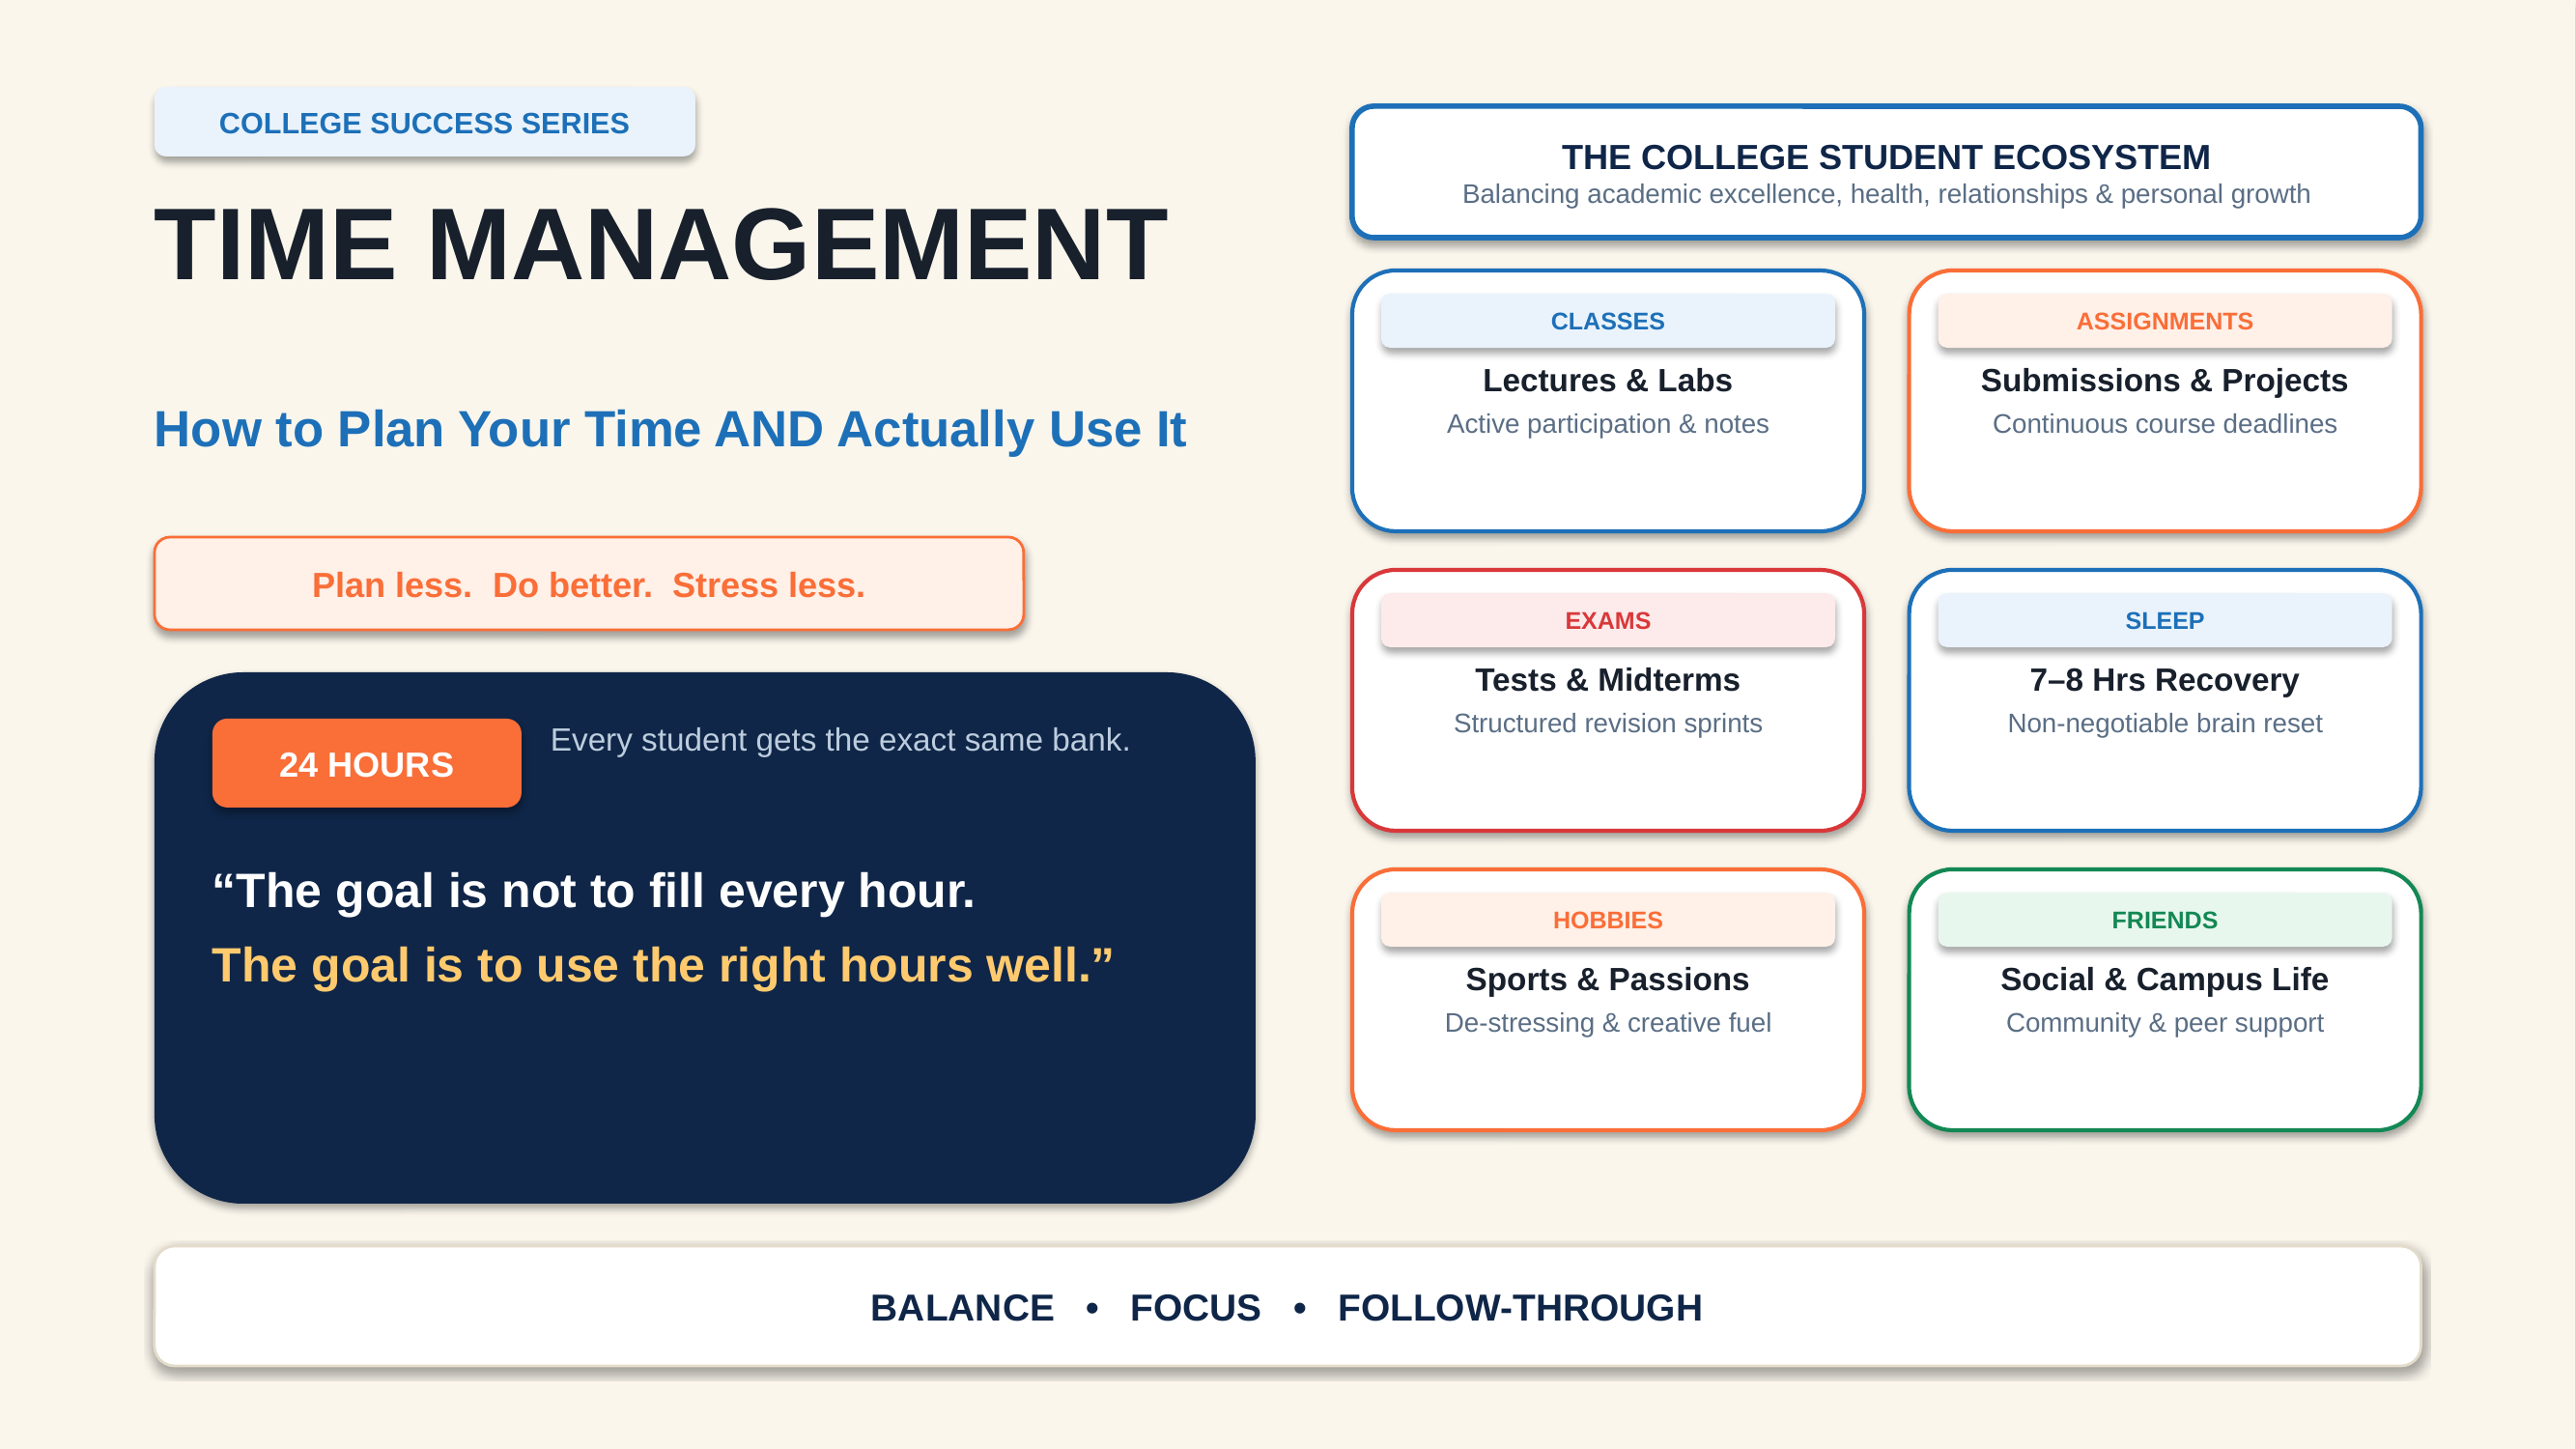 COLLEGE SUCCESS SERIES
TIME MANAGEMENT
How to Plan Your Time AND Actually Use It
Plan less.  Do better.  Stress less.
24 HOURS
Every student gets the exact same bank.
“The goal is not to fill every hour.
The goal is to use the right hours well.”
THE COLLEGE STUDENT ECOSYSTEM
Balancing academic excellence, health, relationships & personal growth
CLASSES
Lectures & Labs
Active participation & notes
ASSIGNMENTS
Submissions & Projects
Continuous course deadlines
EXAMS
Tests & Midterms
Structured revision sprints
SLEEP
7–8 Hrs Recovery
Non-negotiable brain reset
HOBBIES
Sports & Passions
De-stressing & creative fuel
FRIENDS
Social & Campus Life
Community & peer support
BALANCE • FOCUS • FOLLOW-THROUGH